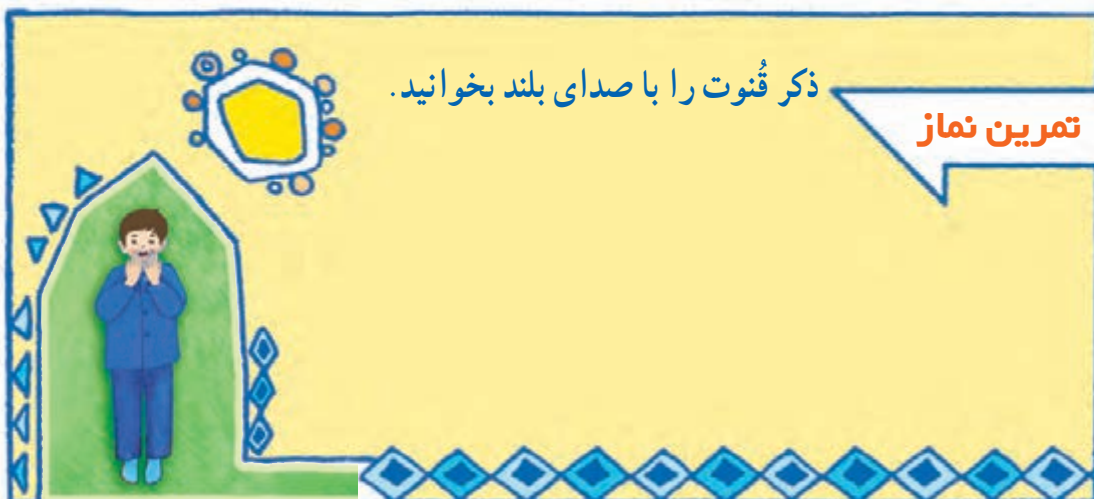 تمرین نماز
ذکر قُنوت را با صدای بلند بخوانید.